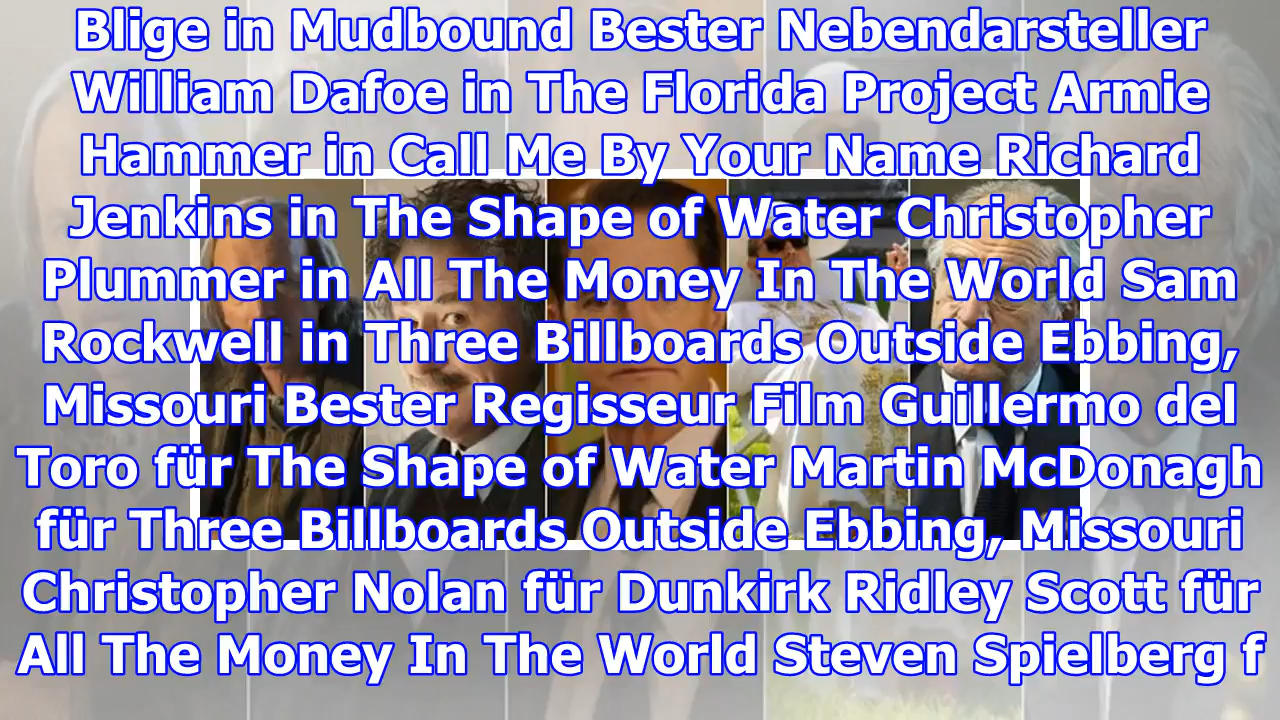 Blige in Mudbound Bester Nebendarsteller
William Dafoe in The Florida Project Armie
Hammer in Call Me By Your Name Richard
Jenkins in The Shape of Water Christopher
Plummer in All The Money In The World Sam
Rockwell in Three Billboards Outside Ebbing,
Missouri Bester Regisseur Film Guillermo del
Toro für The Shape of Water Martin McDonagh
für Three Billboards Outside Ebbing, Missouri
Christopher Nolan für Dunkirk Ridley Scott für
All The Money In The World Steven Spielberg f